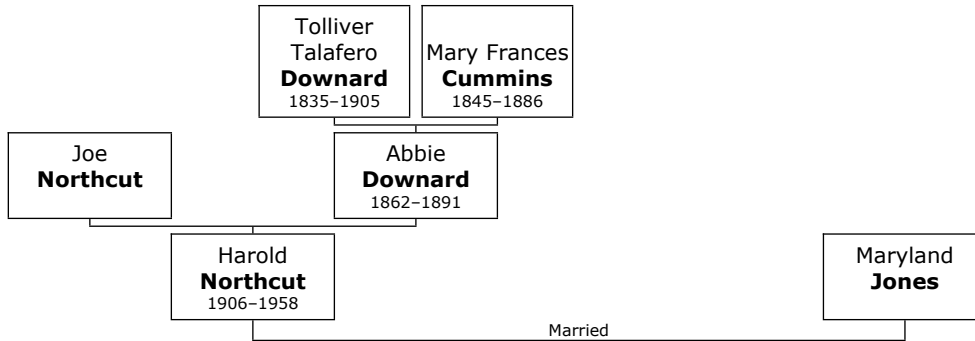 Tolliver
Talafero
Downard
1835–1905
Mary Frances
Cummins
1845–1886
Joe
Northcut
Abbie
Downard
1862–1891
Harold
Northcut
1906–1958
Maryland
Jones
Married